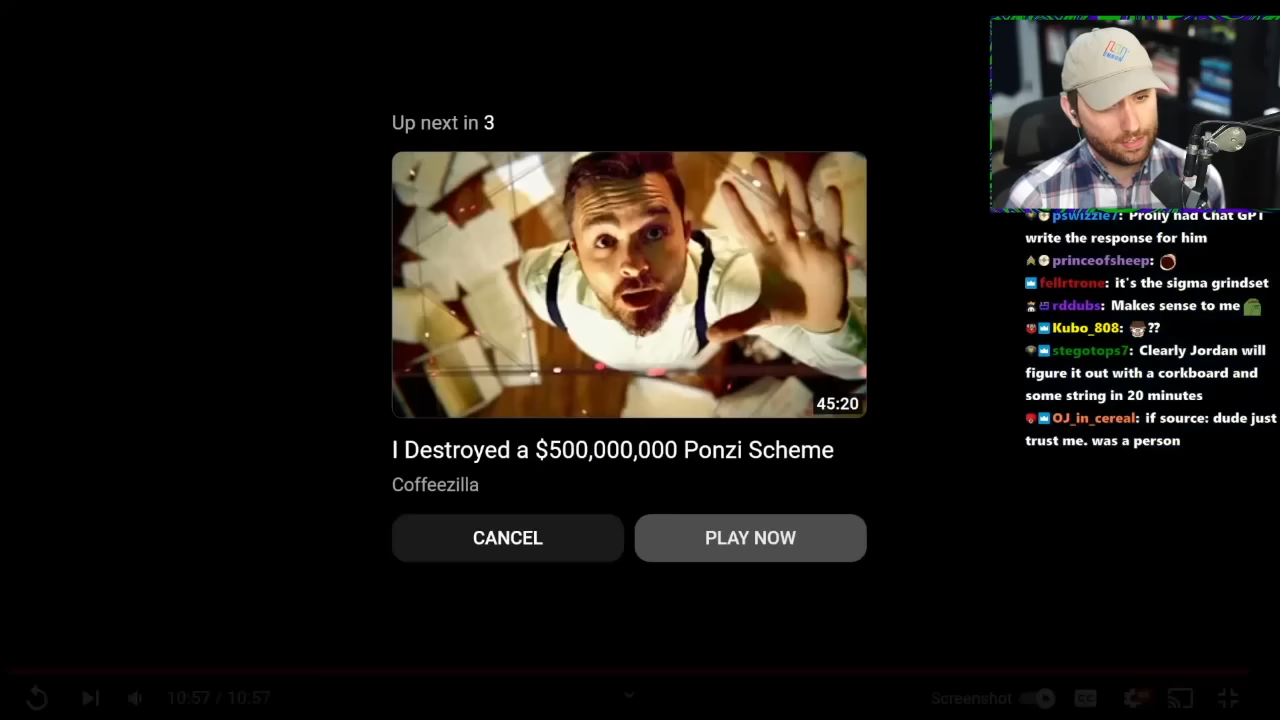 Up next in 3
45:20
I Destroyed a $500,000,000 Ponzi Scheme
Coffeezilla
CANCEL
PLAY NOW
10:57 / 10:57
Screenshot
CC
pswizzle7: Prolly had Chat GPT
write the response for him
princeofsheep:
fellrtrone: it's the sigma grindset
rddubs: Makes sense to me
Kubo_808: ??
stegotops7: Clearly Jordan will
figure it out with a corkboard and
some string in 20 minutes
OJ_in_cereal: if source: dude just
trust me. was a person